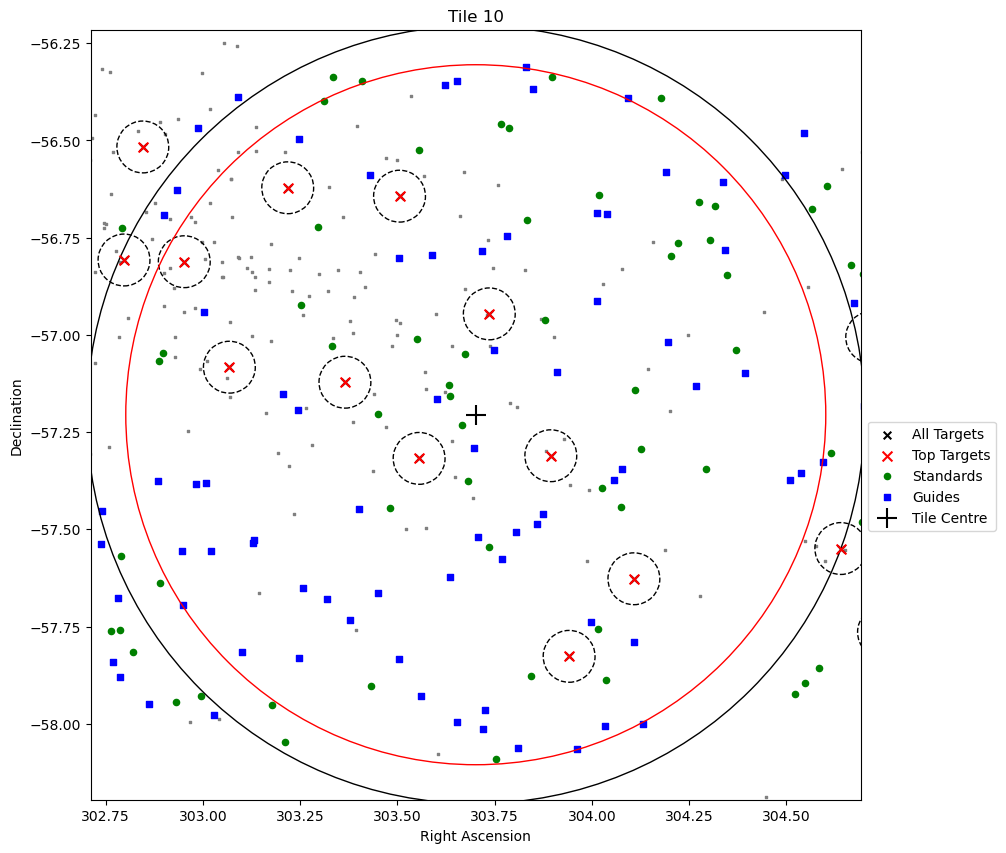 Tile 10
Declination
−56.25
−56.50
−56.75
−57.00
−57.25
−57.50
−57.75
−58.00
302.75 303.00 303.25 303.50 303.75 304.00 304.25 304.50
Right Ascension
All Targets
Top Targets
Standards
Guides
Tile Centre